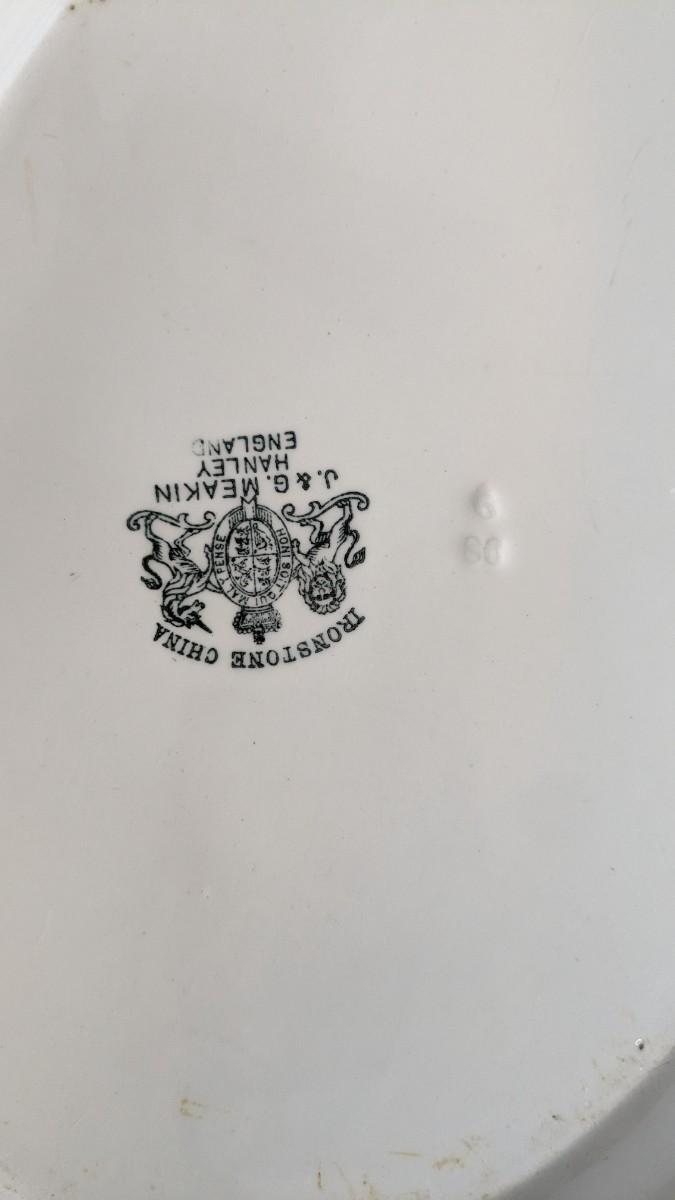 IRONSTONE CHINA
HONI SOIT QUI MAL Y PENSE
J. & G. MEAKIN
HANLEY
ENGLAND